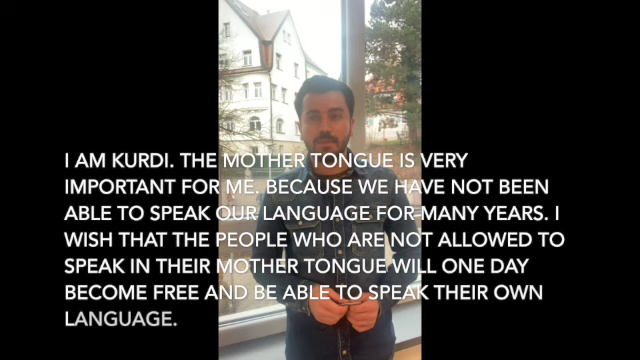 I AM KURDI. THE MOTHER TONGUE IS VERY
IMPORTANT FOR ME. BECAUSE WE HAVE NOT BEEN
ABLE TO SPEAK OUR LANGUAGE FOR MANY YEARS. I
WISH THAT THE PEOPLE WHO ARE NOT ALLOWED TO
SPEAK IN THEIR MOTHER TONGUE WILL ONE DAY
BECOME FREE AND BE ABLE TO SPEAK THEIR OWN
LANGUAGE.